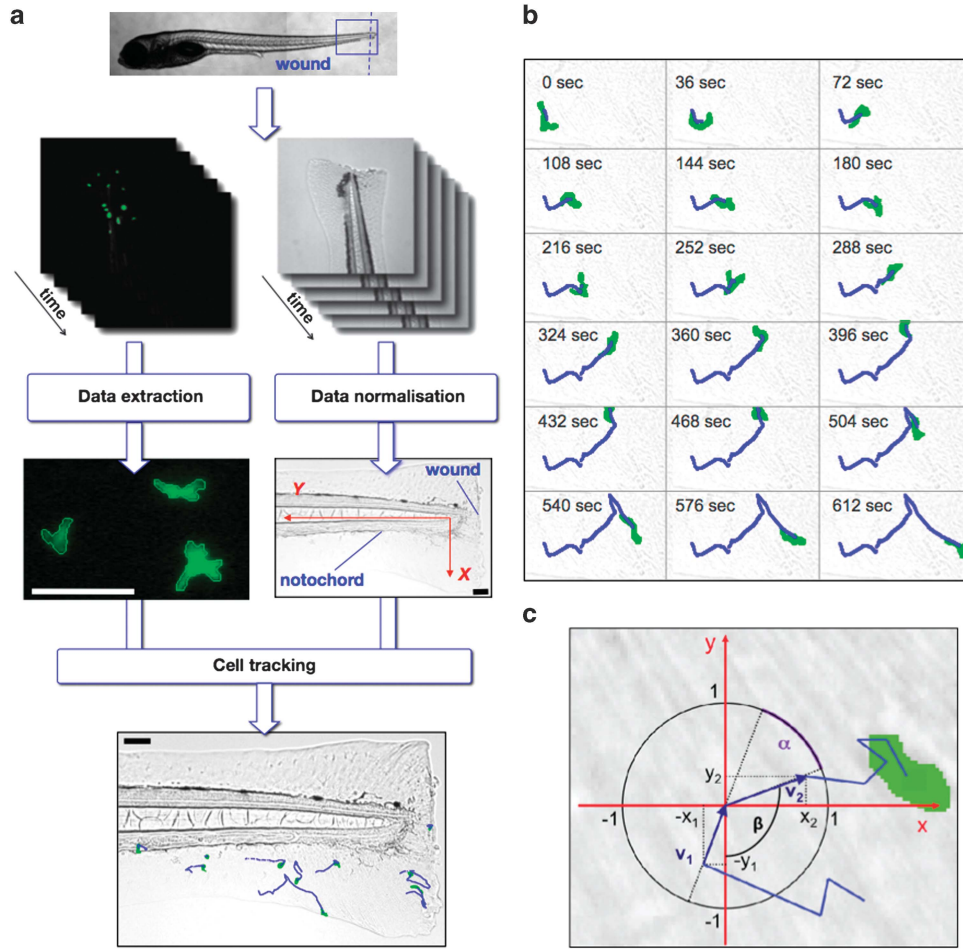 a
wound
time
time
Data extraction
Data normalisation
wound
Y
X
notochord
Cell tracking
b
0 sec
36 sec
72 sec
108 sec
144 sec
180 sec
216 sec
252 sec
288 sec
324 sec
360 sec
396 sec
432 sec
468 sec
504 sec
540 sec
576 sec
612 sec
c
y
1
α
y₂
v₂
-1
-x₁
β
x₂
1
x
v₁
-y₁
-1